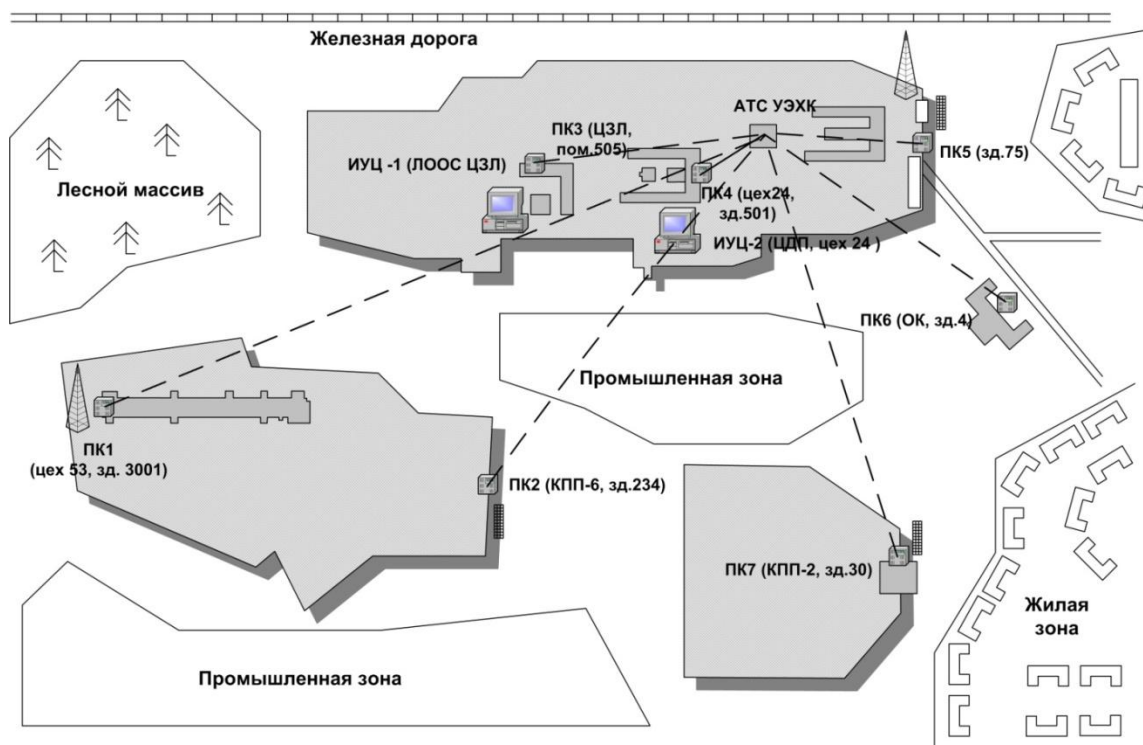 Железная дорога
АТС УЭХК
ПК3 (ЦЗЛ,
пом.505)
ИУЦ -1 (ЛООС ЦЗЛ)
ПК5 (зд.75)
Лесной массив
ПК4 (цех24,
зд.501)
ИУЦ-2 (ЦДП, цех 24 )
ПК6 (ОК, зд.4)
Промышленная зона
ПК1
(цех 53, зд. 3001)
ПК2 (КПП-6, зд.234)
ПК7 (КПП-2, зд.30)
Жилая
зона
Промышленная зона